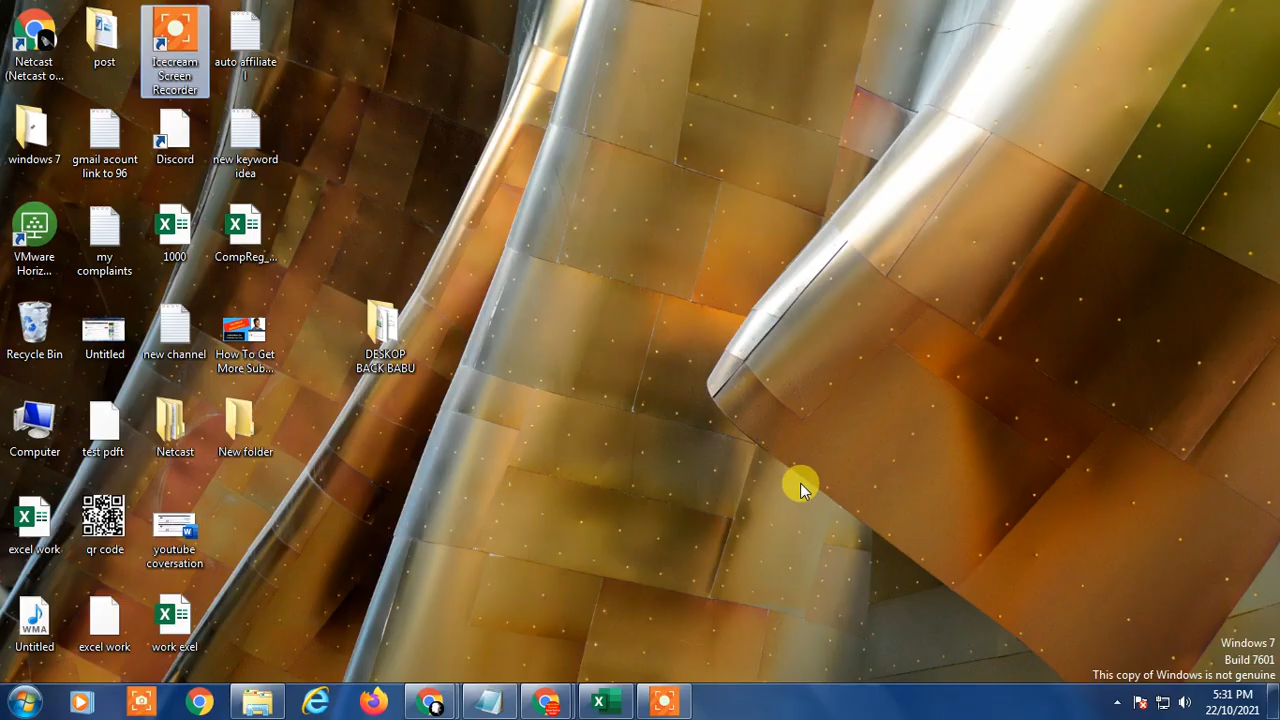 Netcast
(Netcast o...
post
Icecream
Screen
Recorder
auto affiliate
l
windows 7
gmail acount
link to 96
Discord
new keyword
idea
VMware
Horiz...
my
complaints
1000
CompReg_...
Recycle Bin
Untitled
new channel
How To Get
More Sub...
DESKOP
BACK BABU
Computer
test pdft
Netcast
New folder
excel work
qr code
youtube
coversation
WMA
Untitled
excel work
work exel
Windows 7
Build 7601
This copy of Windows is not genuine
5:31 PM
22/10/2021